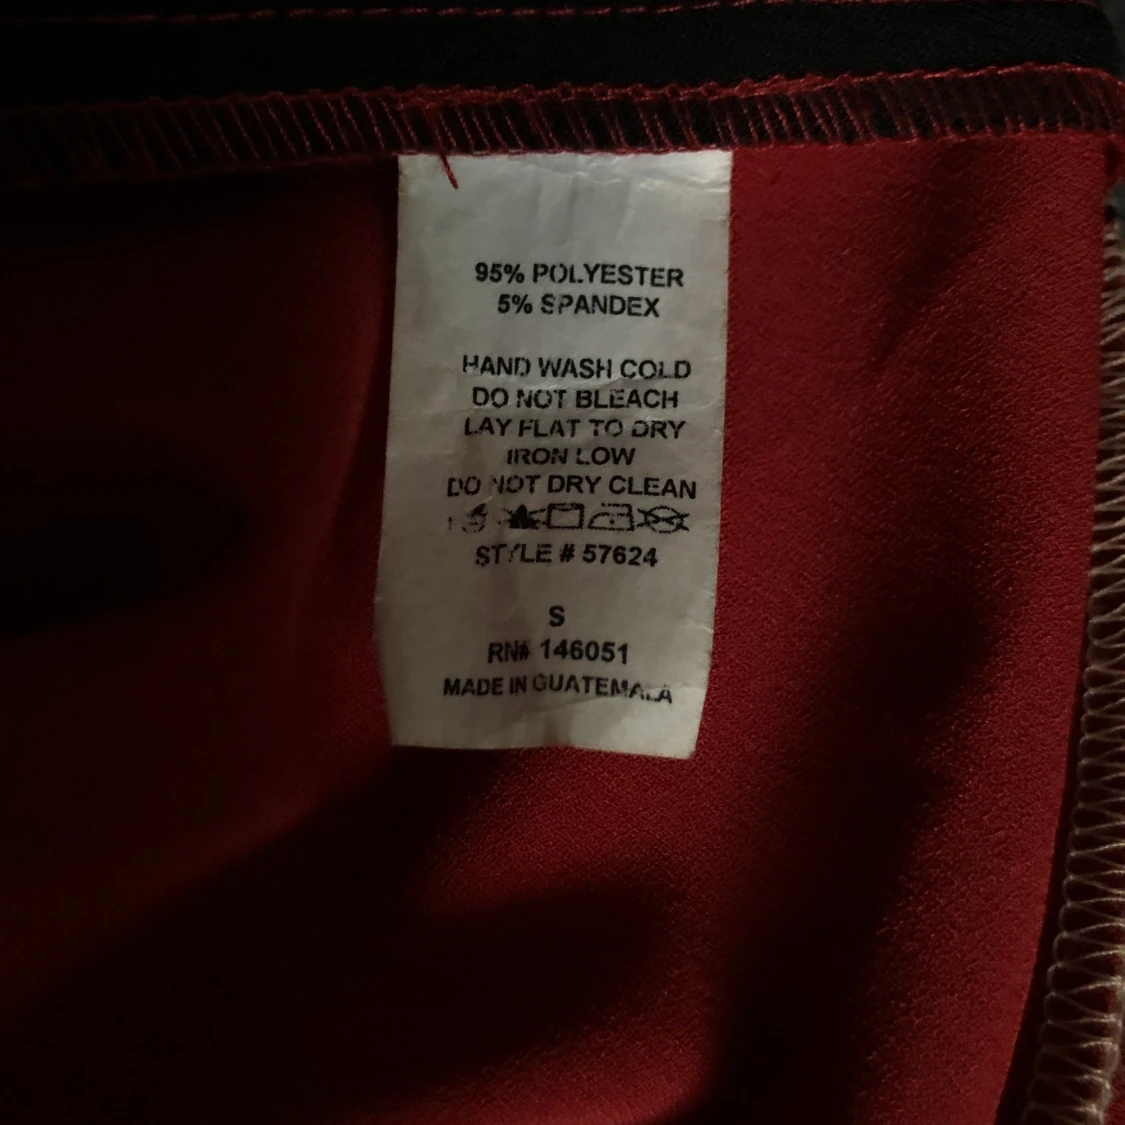 95% POLYESTER
5% SPANDEX
HAND WASH COLD
DO NOT BLEACH
LAY FLAT TO DRY
IRON LOW
DO NOT DRY CLEAN
STYLE # 57624
S
RN# 146051
MADE IN GUATEMALA